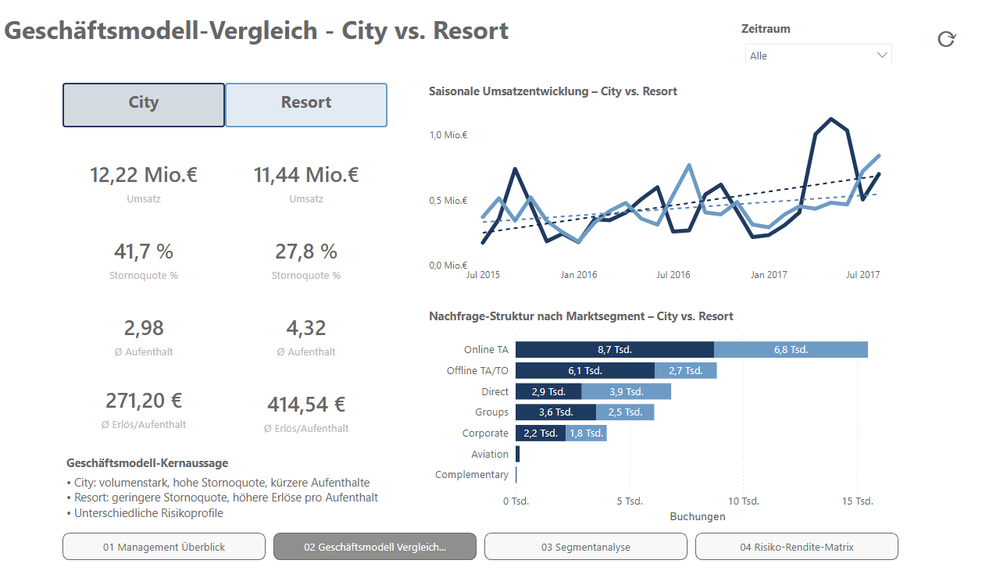 Geschäftsmodell-Vergleich - City vs. Resort
Zeitraum
Alle
City
Resort
12,22 Mio.€
Umsatz
11,44 Mio.€
Umsatz
41,7 %
Stornoquote %
27,8 %
Stornoquote %
2,98
Ø Aufenthalt
4,32
Ø Aufenthalt
271,20 €
Ø Erlös/Aufenthalt
414,54 €
Ø Erlös/Aufenthalt
Geschäftsmodell-Kernaussage
• City: volumenstark, hohe Stornoquote, kürzere Aufenthalte
• Resort: geringere Stornoquote, höhere Erlöse pro Aufenthalt
• Unterschiedliche Risikoprofile
Saisonale Umsatzentwicklung – City vs. Resort
1,0 Mio.€
0,5 Mio.€
0,0 Mio.€
Jul 2015 Jan 2016 Jul 2016 Jan 2017 Jul 2017
Nachfrage-Struktur nach Marktsegment – City vs. Resort
Online TA 8,7 Tsd. 6,8 Tsd.
Offline TA/TO 6,1 Tsd. 2,7 Tsd.
Direct 2,9 Tsd. 3,9 Tsd.
Groups 3,6 Tsd. 2,5 Tsd.
Corporate 2,2 Tsd. 1,8 Tsd.
Aviation
Complementary
0 Tsd. 5 Tsd. 10 Tsd. 15 Tsd.
Buchungen
01 Management Überblick
02 Geschäftsmodell Vergleich...
03 Segmentanalyse
04 Risiko-Rendite-Matrix